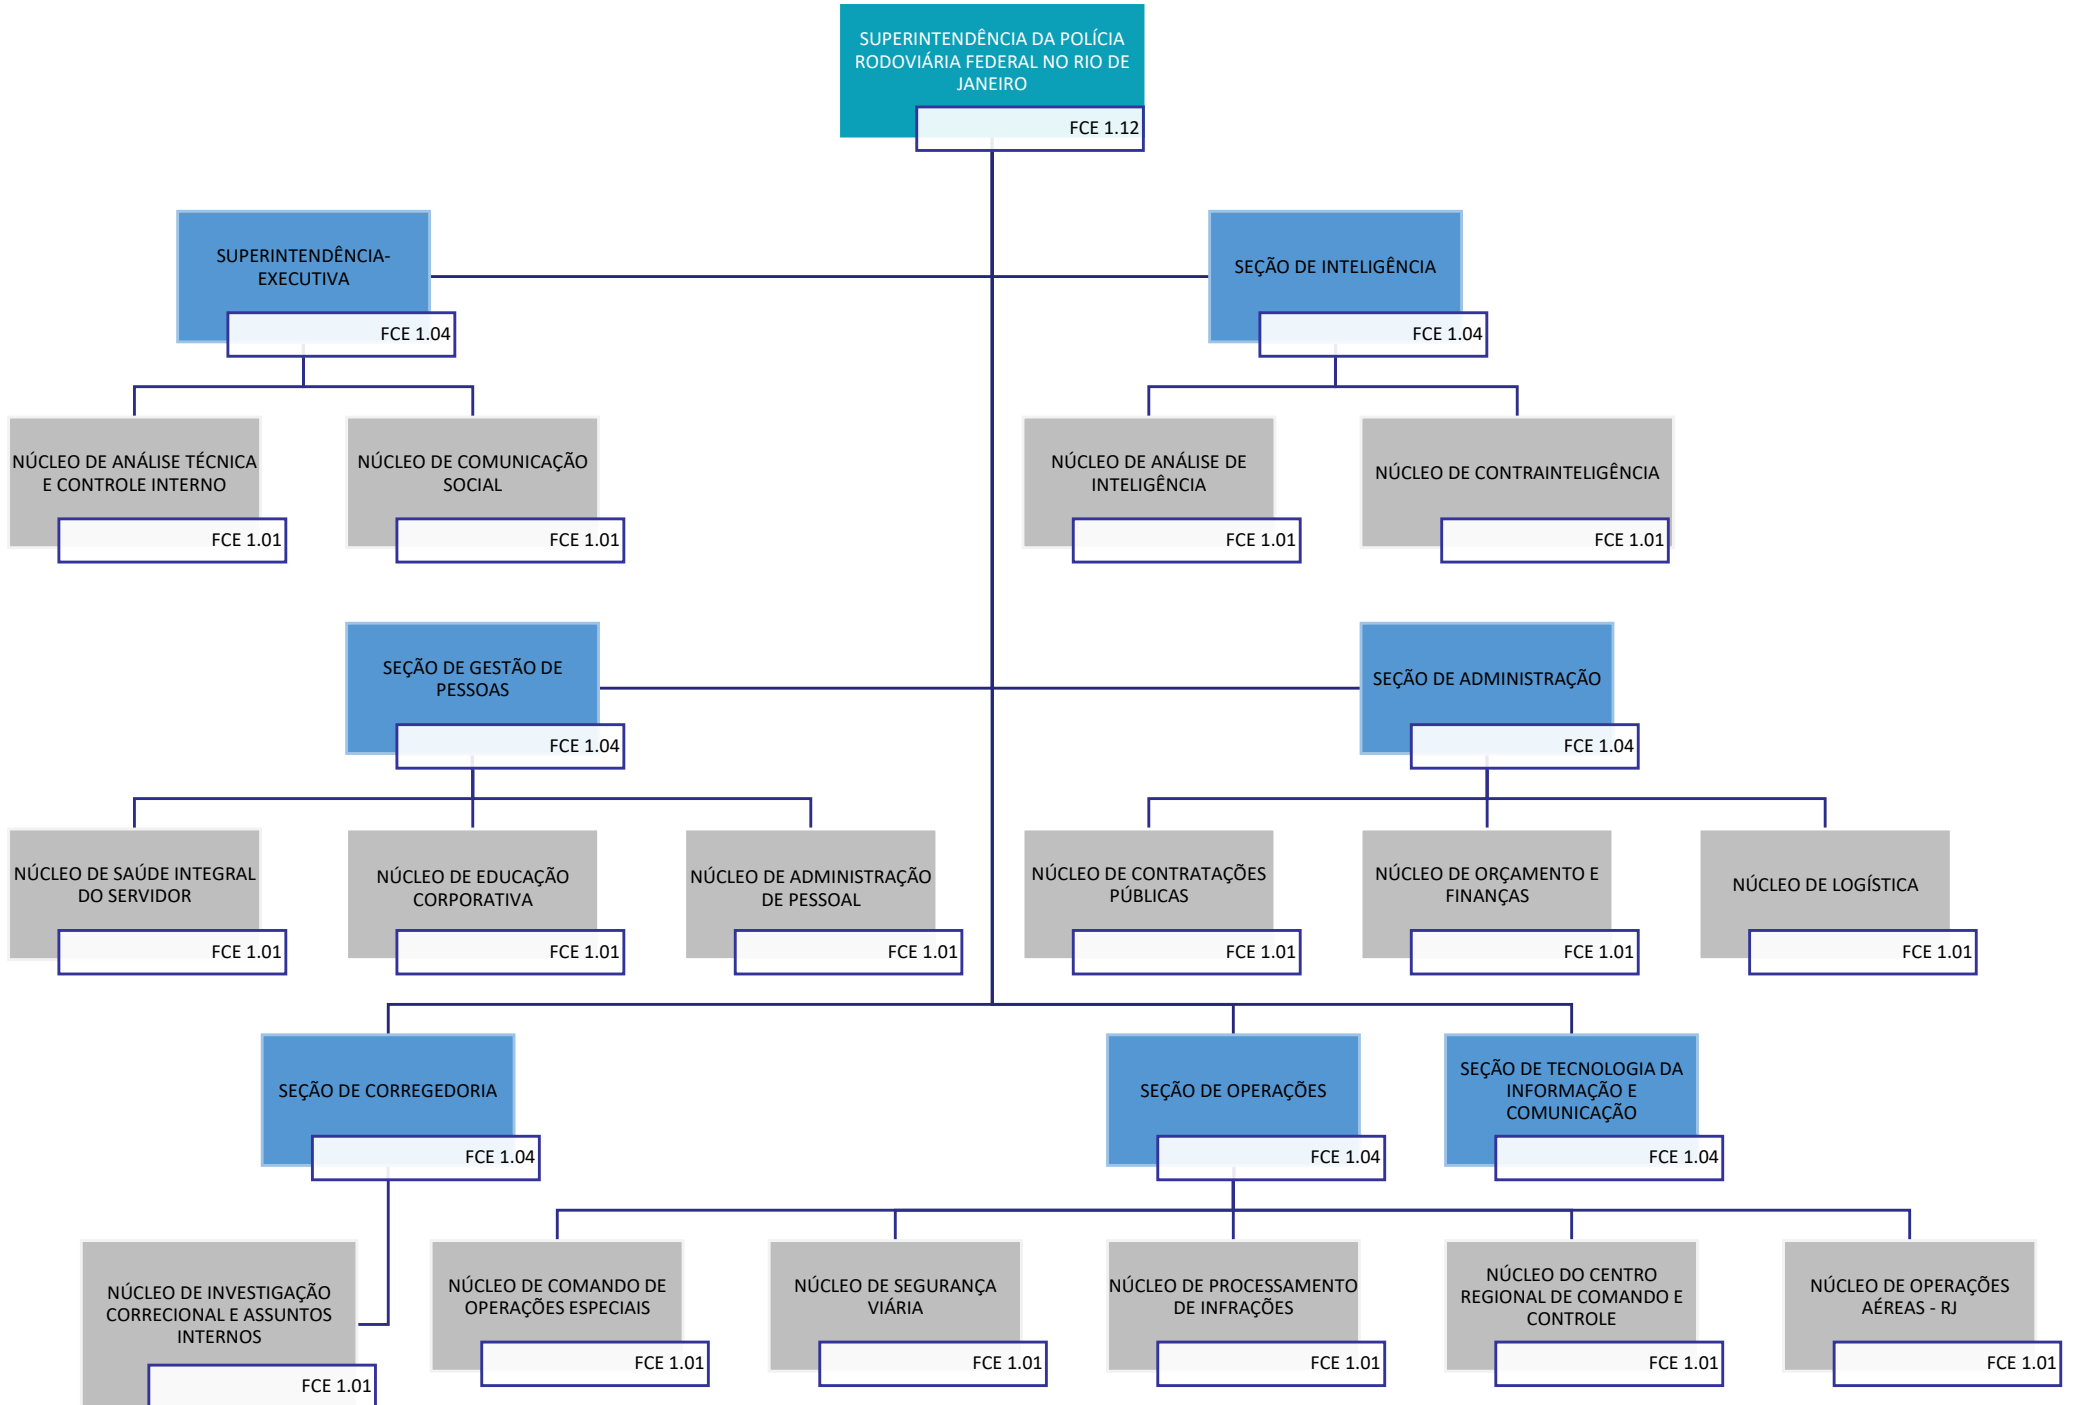 SUPERINTENDÊNCIA DA POLÍCIA
RODOVIÁRIA FEDERAL NO RIO DE
JANEIRO
FCE 1.12
SUPERINTENDÊNCIA-
EXECUTIVA
FCE 1.04
SEÇÃO DE INTELIGÊNCIA
FCE 1.04
NÚCLEO DE ANÁLISE TÉCNICA
E CONTROLE INTERNO
FCE 1.01
NÚCLEO DE COMUNICAÇÃO
SOCIAL
FCE 1.01
NÚCLEO DE ANÁLISE DE
INTELIGÊNCIA
FCE 1.01
NÚCLEO DE CONTRAINTELIGÊNCIA
FCE 1.01
SEÇÃO DE GESTÃO DE
PESSOAS
FCE 1.04
SEÇÃO DE ADMINISTRAÇÃO
FCE 1.04
NÚCLEO DE SAÚDE INTEGRAL
DO SERVIDOR
FCE 1.01
NÚCLEO DE EDUCAÇÃO
CORPORATIVA
FCE 1.01
NÚCLEO DE ADMINISTRAÇÃO
DE PESSOAL
FCE 1.01
NÚCLEO DE CONTRATAÇÕES
PÚBLICAS
FCE 1.01
NÚCLEO DE ORÇAMENTO E
FINANÇAS
FCE 1.01
NÚCLEO DE LOGÍSTICA
FCE 1.01
SEÇÃO DE CORREGEDORIA
FCE 1.04
SEÇÃO DE OPERAÇÕES
FCE 1.04
SEÇÃO DE TECNOLOGIA DA
INFORMAÇÃO E
COMUNICAÇÃO
FCE 1.04
NÚCLEO DE INVESTIGAÇÃO
CORRECIONAL E ASSUNTOS
INTERNOS
FCE 1.01
NÚCLEO DE COMANDO DE
OPERAÇÕES ESPECIAIS
FCE 1.01
NÚCLEO DE SEGURANÇA
VIÁRIA
FCE 1.01
NÚCLEO DE PROCESSAMENTO
DE INFRAÇÕES
FCE 1.01
NÚCLEO DO CENTRO
REGIONAL DE COMANDO E
CONTROLE
FCE 1.01
NÚCLEO DE OPERAÇÕES
AÉREAS - RJ
FCE 1.01